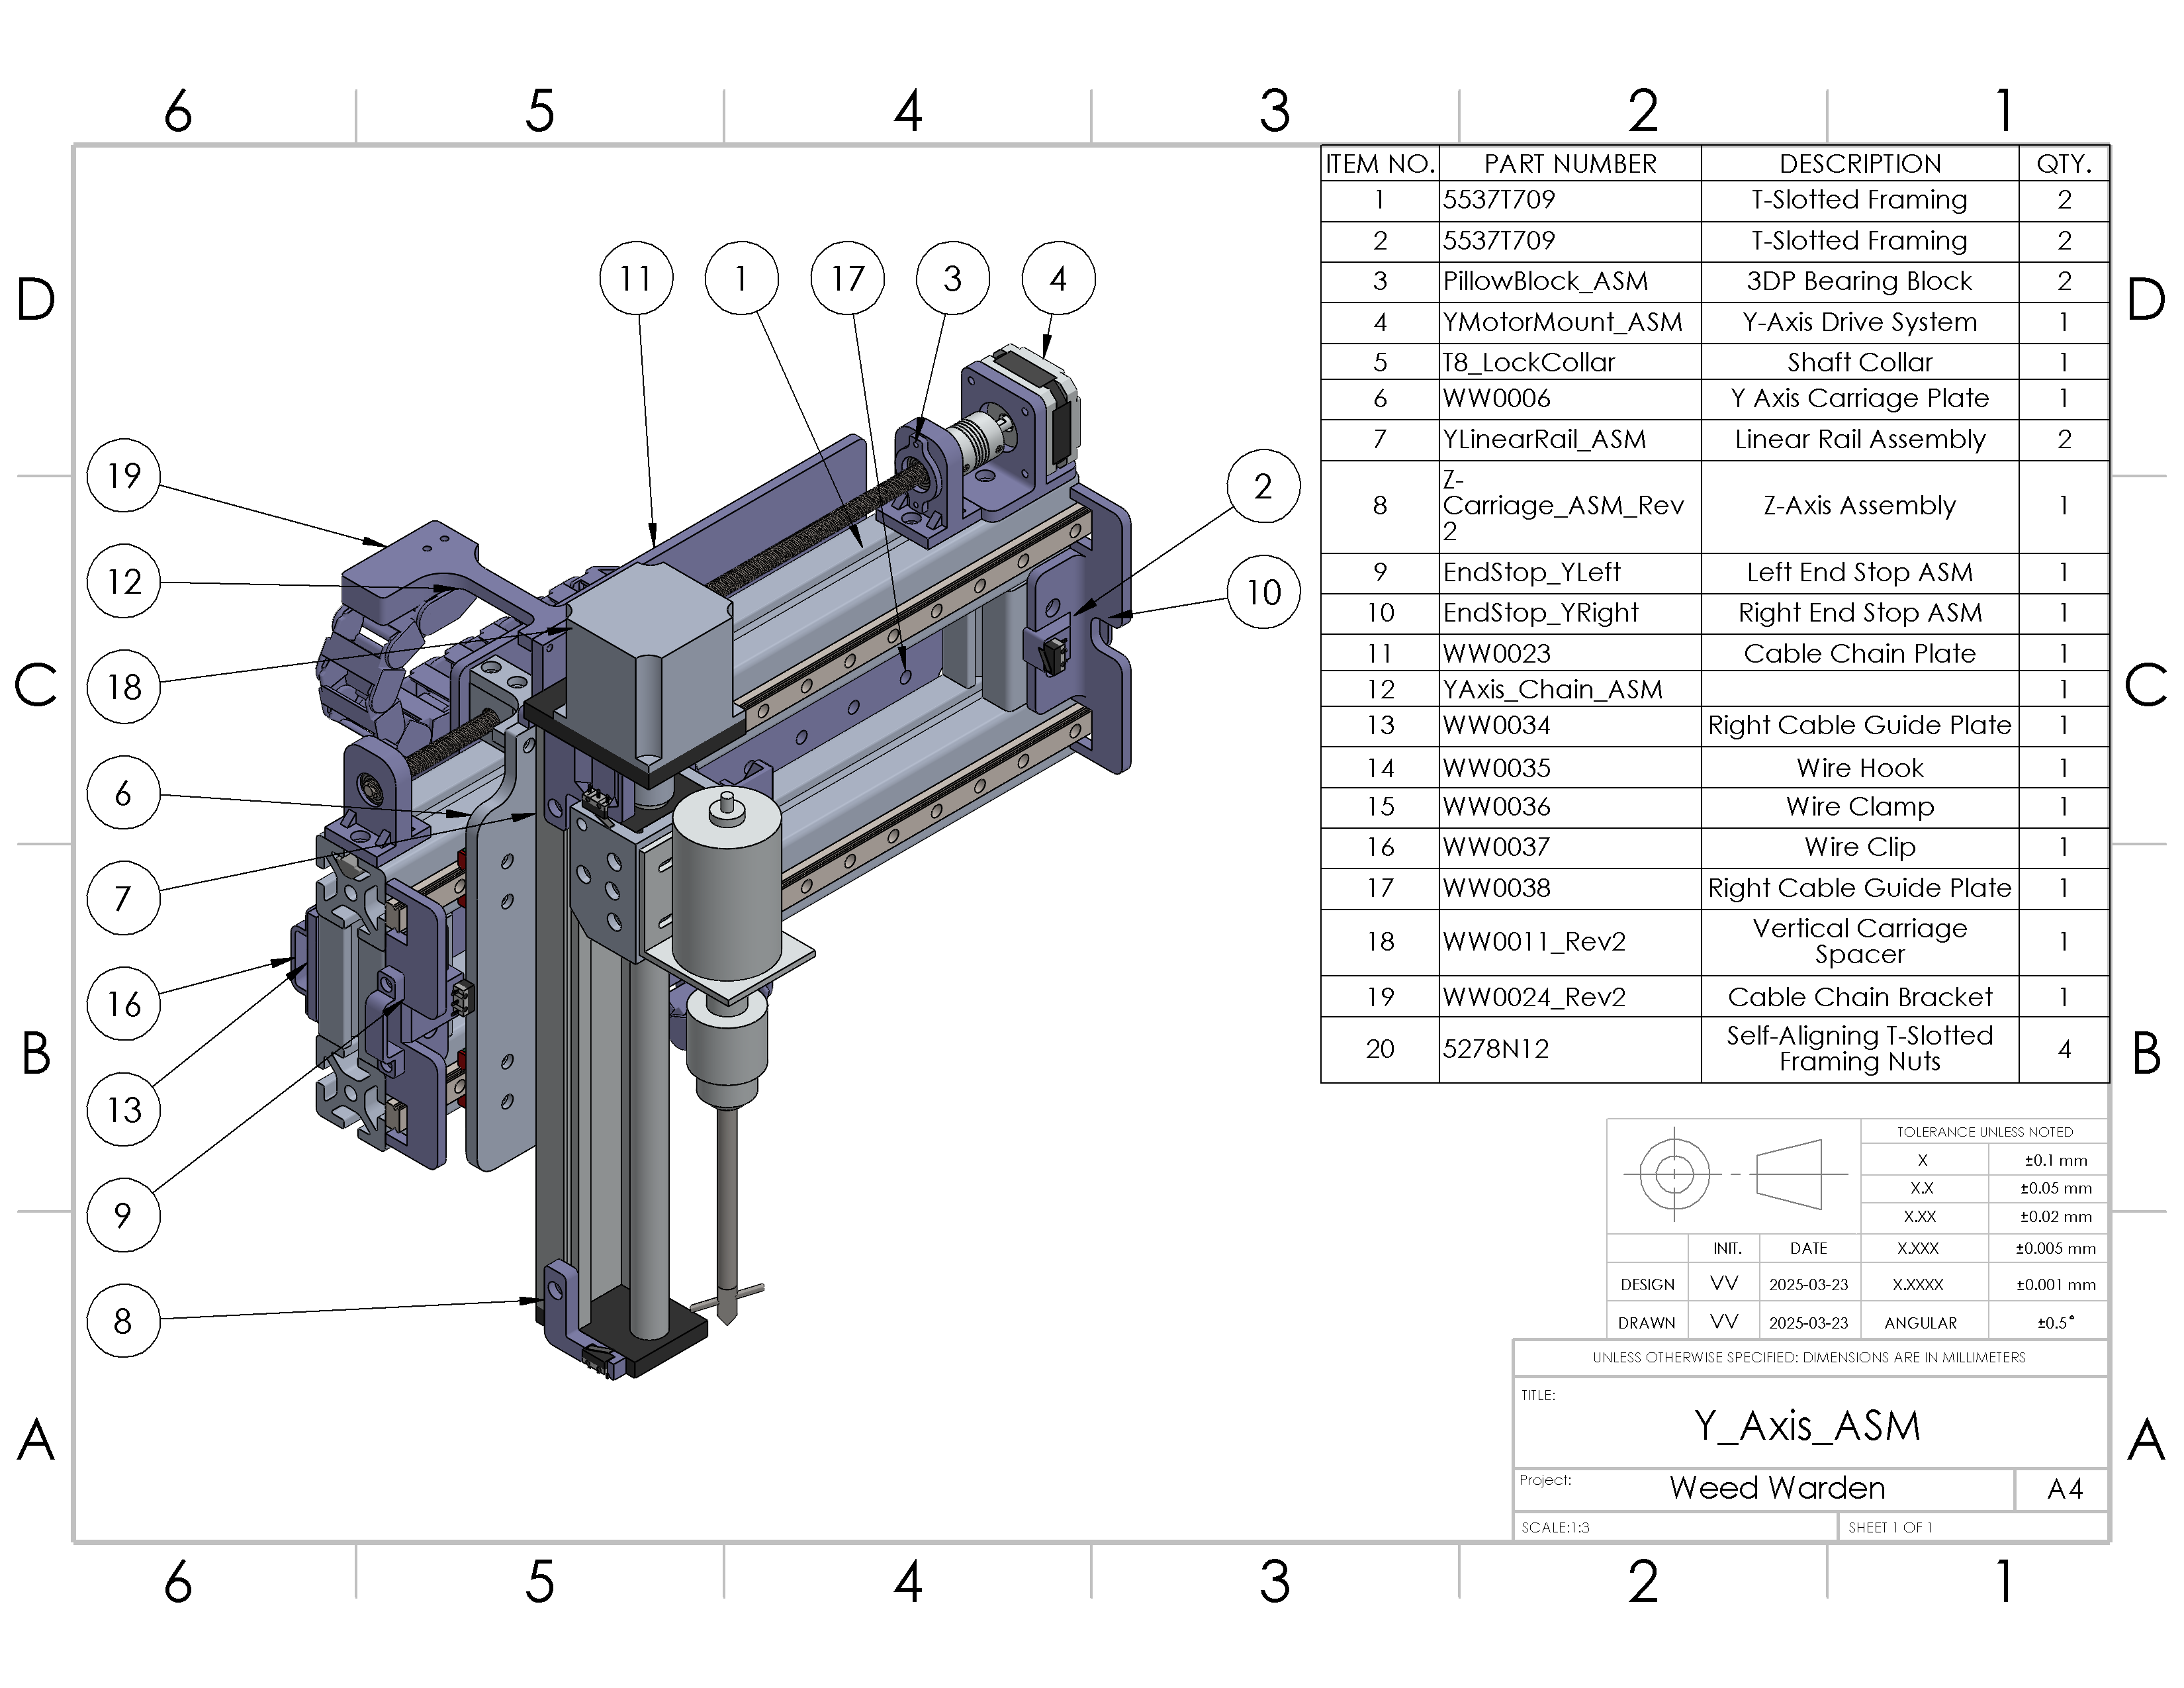 6 5 4 3 2 1
D
C
B
A
D
C
B
A
11 1 17 3 4
19
12
18
6
7
16
13
9
8
2
10
ITEM NO. PART NUMBER DESCRIPTION QTY.
1 5537T709 T-Slotted Framing 2
2 5537T709 T-Slotted Framing 2
3 PillowBlock_ASM 3DP Bearing Block 2
4 YMotorMount_ASM Y-Axis Drive System 1
5 T8_LockCollar Shaft Collar 1
6 WW0006 Y Axis Carriage Plate 1
7 YLinearRail_ASM Linear Rail Assembly 2
8 Z-
Carriage_ASM_Rev
2 Z-Axis Assembly 1
9 EndStop_YLeft Left End Stop ASM 1
10 EndStop_YRight Right End Stop ASM 1
11 WW0023 Cable Chain Plate 1
12 YAxis_Chain_ASM 1
13 WW0034 Right Cable Guide Plate 1
14 WW0035 Wire Hook 1
15 WW0036 Wire Clamp 1
16 WW0037 Wire Clip 1
17 WW0038 Right Cable Guide Plate 1
18 WW0011_Rev2 Vertical Carriage
Spacer 1
19 WW0024_Rev2 Cable Chain Bracket 1
20 5278N12 Self-Aligning T-Slotted
Framing Nuts 4
TOLERANCE UNLESS NOTED
X ±0.1 mm
X.X ±0.05 mm
X.XX ±0.02 mm
INIT. DATE X.XXX ±0.005 mm
DESIGN VV 2025-03-23 X.XXXX ±0.001 mm
DRAWN VV 2025-03-23 ANGULAR ±0.5°
UNLESS OTHERWISE SPECIFIED: DIMENSIONS ARE IN MILLIMETERS
TITLE:
Y_Axis_ASM
Project: Weed Warden A4
SCALE:1:3 SHEET 1 OF 1
6 5 4 3 2 1